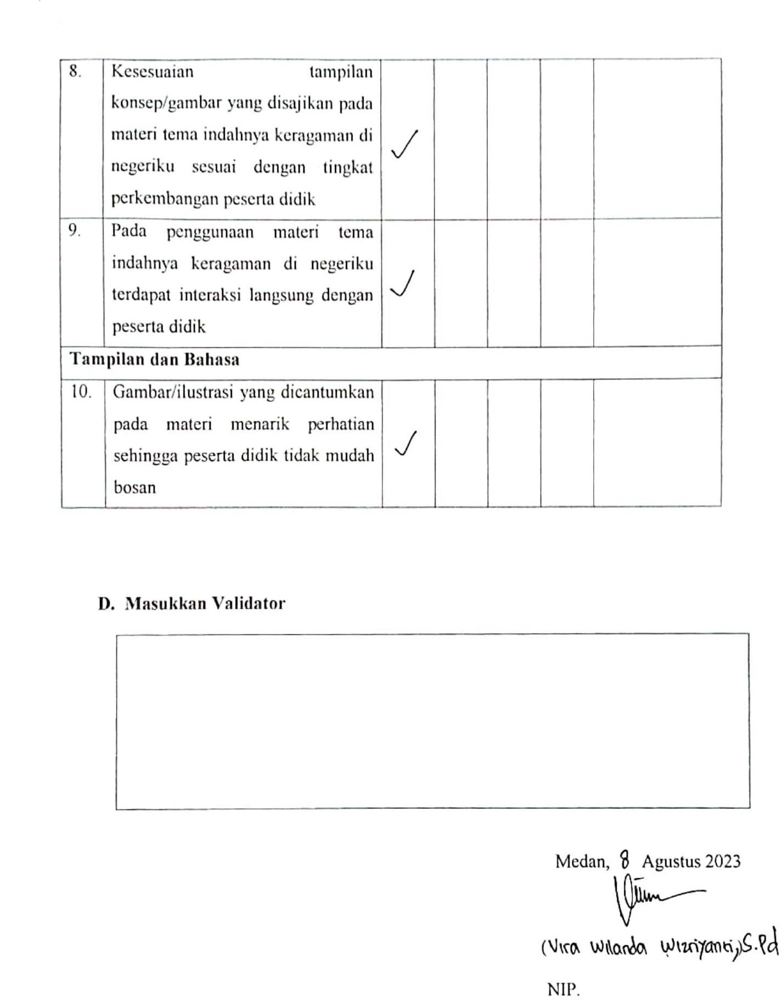 8. Kesesuaian tampilan
konsep/gambar yang disajikan pada
materi tema indahnya keragaman di
negeriku sesuai dengan tingkat
perkembangan peserta didik
9. Pada penggunaan materi tema
indahnya keragaman di negeriku
terdapat interaksi langsung dengan
peserta didik
Tampilan dan Bahasa
10. Gambar/ilustrasi yang dicantumkan
pada materi menarik perhatian
sehingga peserta didik tidak mudah
bosan
D. Masukkan Validator
Medan, 8 Agustus 2023
(Vira Wilanda Wizriyanti,)S.Pd
NIP.